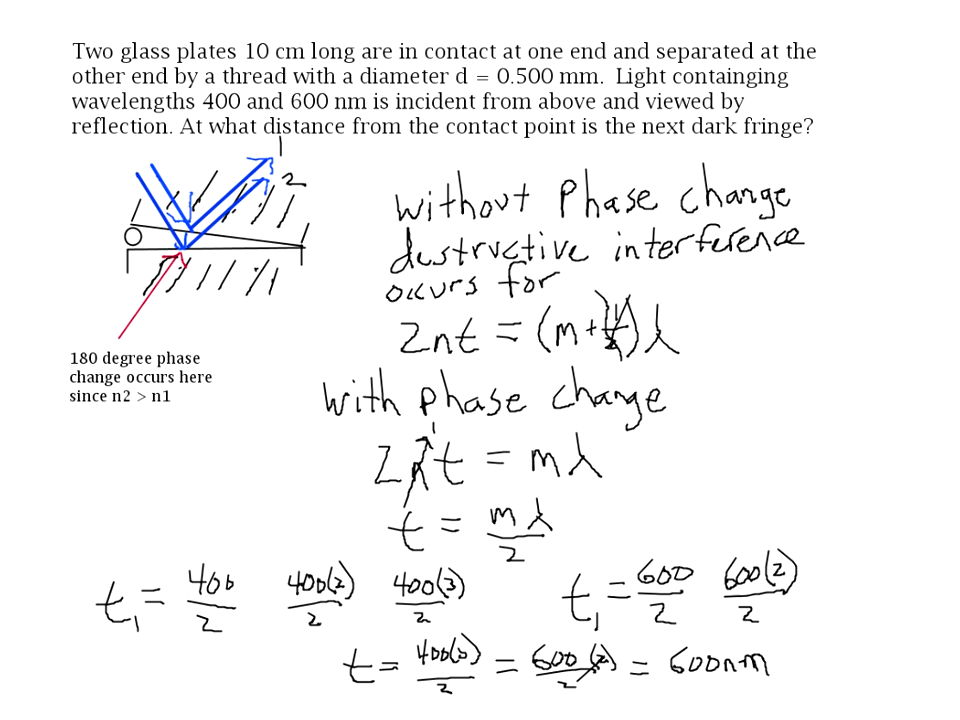 Two glass plates 10 cm long are in contact at one end and separated at the
other end by a thread with a diameter d = 0.500 mm. Light containging
wavelengths 400 and 600 nm is incident from above and viewed by
reflection. At what distance from the contact point is the next dark fringe?
1
2
180 degree phase
change occurs here
since n2 > n1
without Phase change
destructive interference
occurs for
2nt = (m+½)λ
with phase change
1
2nt = mλ
t = mλ/2
t₁ = 400/2 400(2)/2 400(3)/2 t₁ = 600/2 600(2)/2
t = 400(3)/2 = 600(2)/2 = 600nm